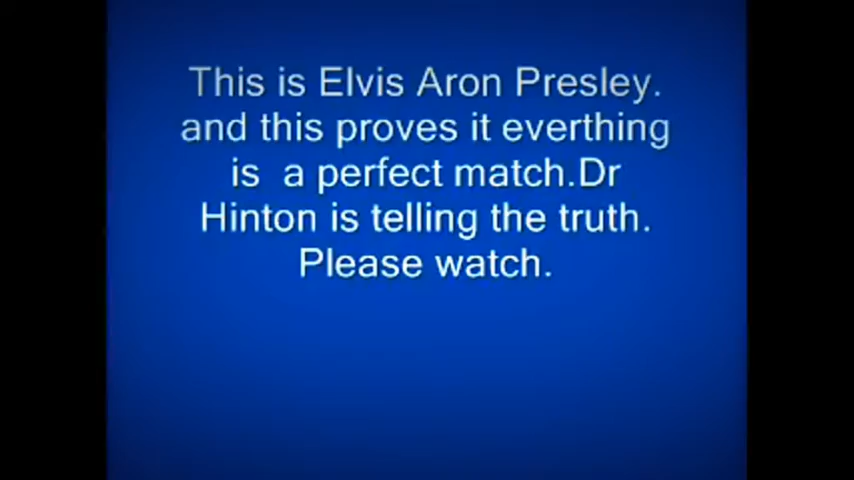 This is Elvis Aron Presley.
and this proves it everthing
is a perfect match.Dr
Hinton is telling the truth.
Please watch.